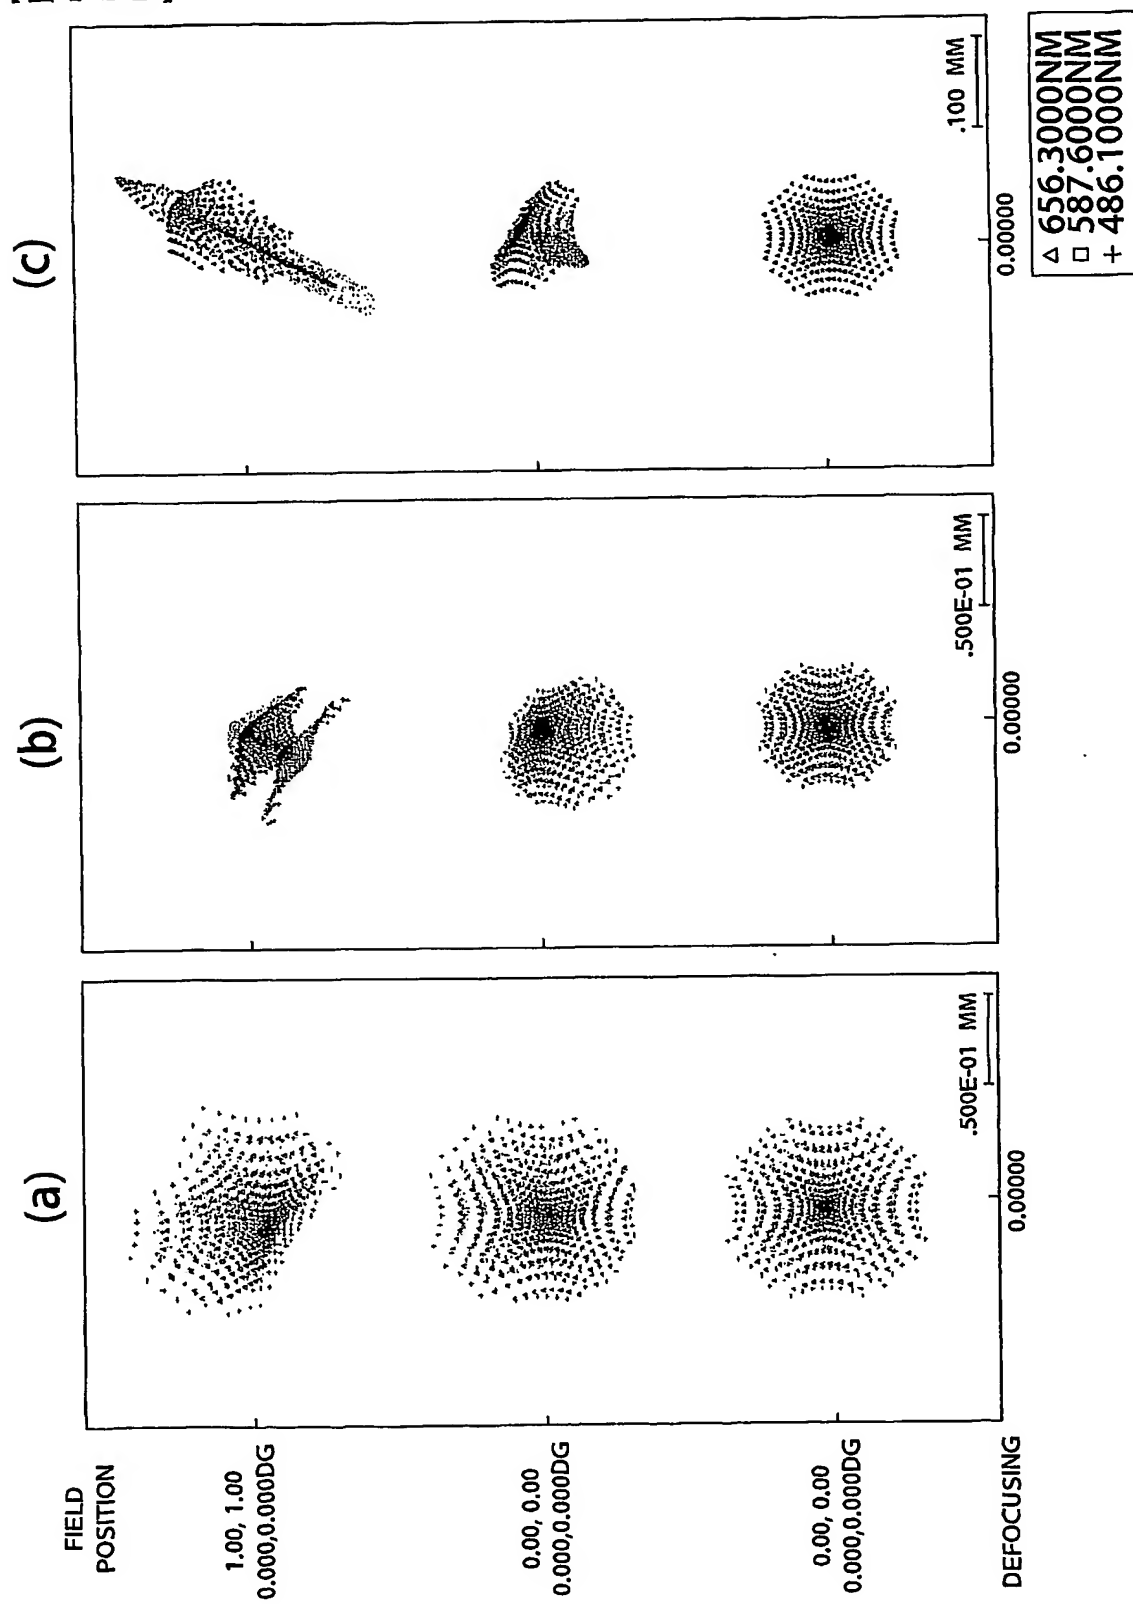 (a)
(b)
(c)
FIELD
POSITION
1.00, 1.00
0.000,0.000DG
0.00, 0.00
0.000,0.000DG
0.00, 0.00
0.000,0.000DG
DEFOCUSING
0.00000
0.00000
0.00000
.500E-01 MM
.500E-01 MM
.100 MM
△ 656.3000NM
□ 587.6000NM
+ 486.1000NM